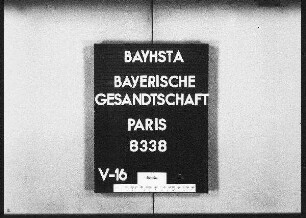 BAYHSTA
BAYERISCHE
GESANDTSCHAFT
PARIS
8338
V-16